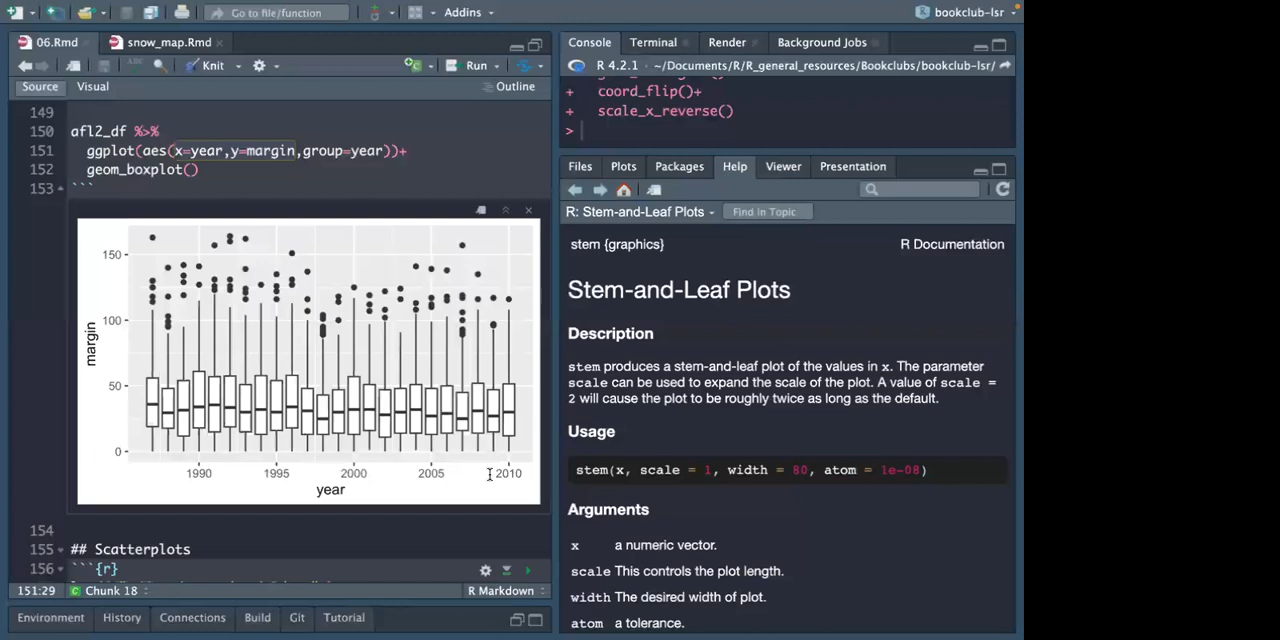 Go to file/function
Addins
bookclub-lsr
06.Rmd
snow_map.Rmd
Knit
Run
Source
Visual
Outline
149
150 afl2_df %>%
151 ggplot(aes(x=year,y=margin,group=year))+
152 geom_boxplot()
153 ```
margin
150
100
50
0
1990 1995 2000 2005 2010
year
154
155 ## Scatterplots
156 ```{r}
151:29
Chunk 18
R Markdown
Environment History Connections Build Git Tutorial
Console Terminal Render Background Jobs
R 4.2.1 · ~/Documents/R/R_general_resources/Bookclubs/bookclub-lsr/
+ coord_flip()+
+ scale_x_reverse()
>
Files Plots Packages Help Viewer Presentation
R: Stem-and-Leaf Plots
Find in Topic
stem {graphics}
R Documentation
Stem-and-Leaf Plots
Description
stem produces a stem-and-leaf plot of the values in x. The parameter
scale can be used to expand the scale of the plot. A value of scale =
2 will cause the plot to be roughly twice as long as the default.
Usage
stem(x, scale = 1, width = 80, atom = 1e-08)
Arguments
x a numeric vector.
scale This controls the plot length.
width The desired width of plot.
atom a tolerance.